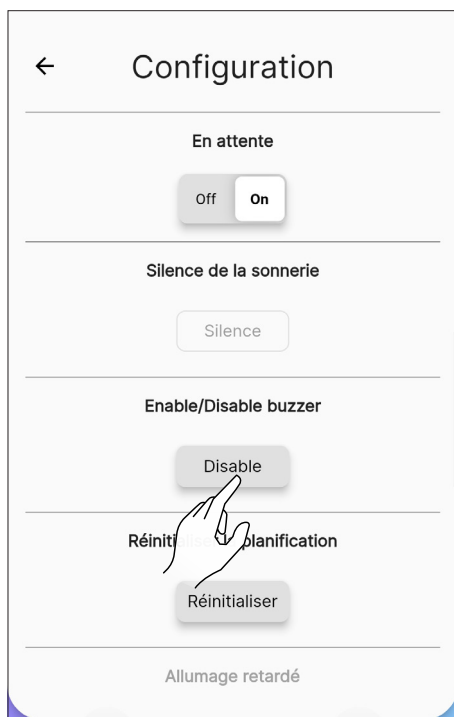 Configuration
En attente
Off On
Silence de la sonnerie
Silence
Enable/Disable buzzer
Disable
planification
Réinitialiser
Allumage retardé